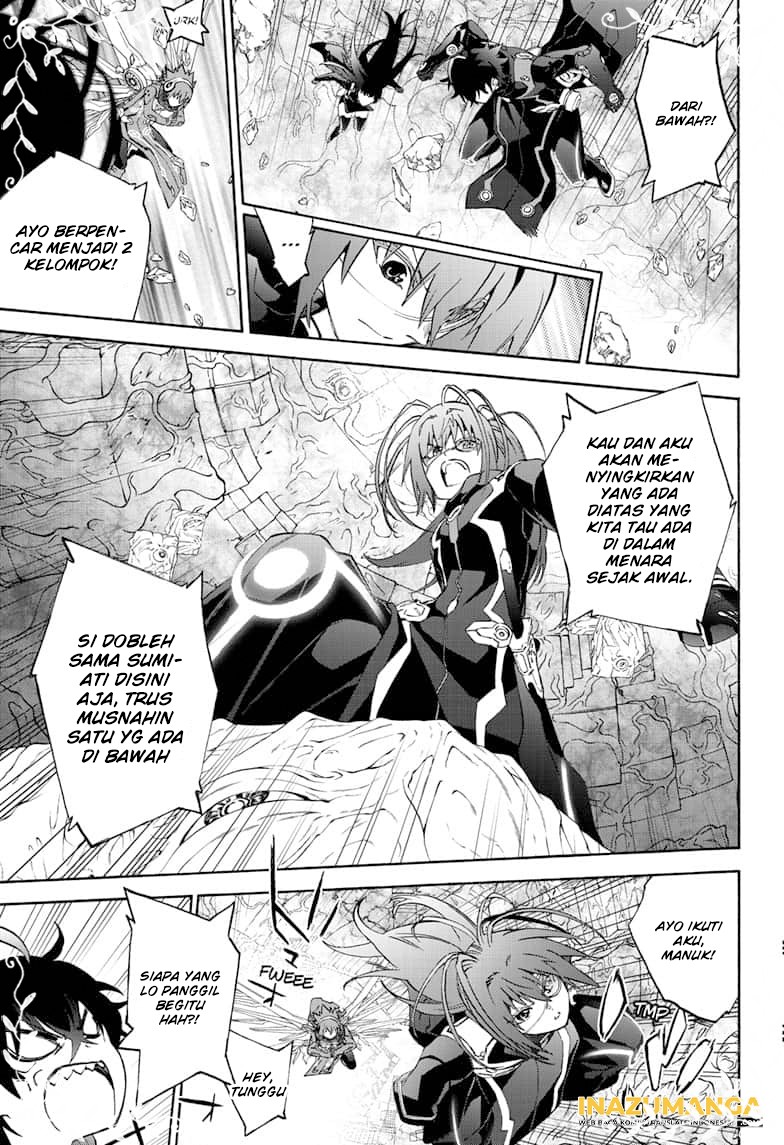 DARI
BAWAH?!
URK!
...
AYO BERPEN-
CAR MENJADI 2
KELOMPOK!
KAU DAN AKU
AKAN ME-
NYINGKIRKAN
YANG ADA
DIATAS YANG
KITA TAU ADA
DI DALAM
MENARA
SEJAK AWAL.
SI DOBLEH
SAMA SUMI-
ATI DISINI
AJA, TRUS
MUSNAHIN
SATU YG ADA
DI BAWAH
AYO IKUTI
AKU,
MANUK!
TMP
FWEEE
HEY,
TUNGGU
SIAPA YANG
LO PANGGIL
BEGITU
HAH?!
INAZUMANGA